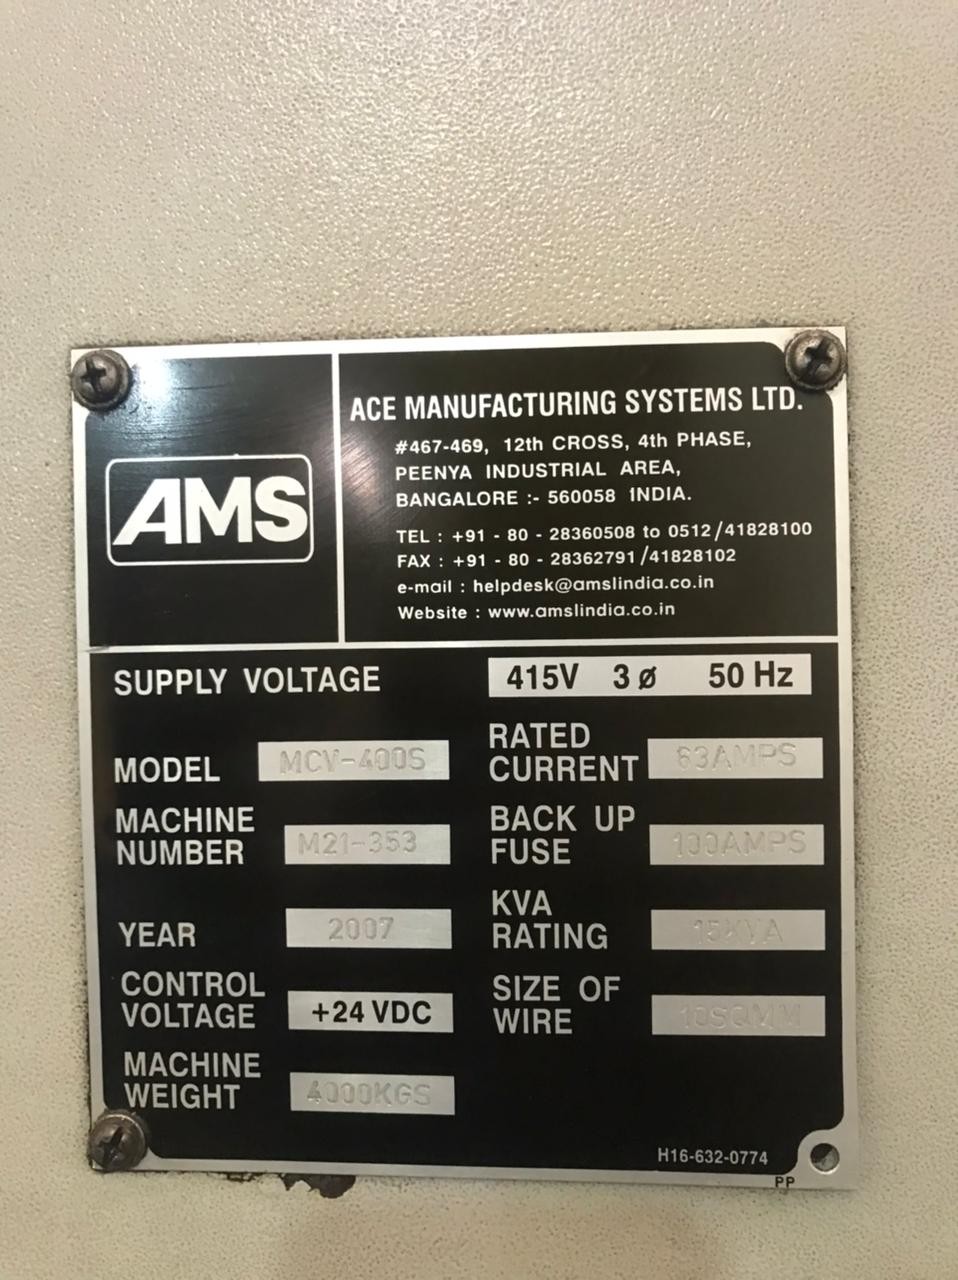 AMS
ACE MANUFACTURING SYSTEMS LTD.
#467-469, 12th CROSS, 4th PHASE,
PEENYA INDUSTRIAL AREA,
BANGALORE :- 560058 INDIA.
TEL : +91 - 80 - 28360508 to 0512/41828100
FAX : +91 - 80 - 28362791/41828102
e-mail : helpdesk@amslindia.co.in
Website : www.amslindia.co.in
SUPPLY VOLTAGE 415V 3 ø 50 Hz
MODEL MCV-400S
MACHINE
NUMBER M21-353
YEAR 2007
CONTROL
VOLTAGE +24 VDC
MACHINE
WEIGHT 4000KGS
RATED
CURRENT 63AMPS
BACK UP
FUSE 100AMPS
KVA
RATING 15KVA
SIZE OF
WIRE 10SQMM
H16-632-0774
PP